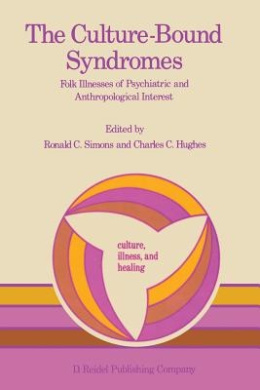 The Culture-Bound
Syndromes
Folk Illnesses of Psychiatric and
Anthropological Interest
Edited by
Ronald C. Simons and Charles C. Hughes
culture,
illness, and
healing
D. Reidel Publishing Company